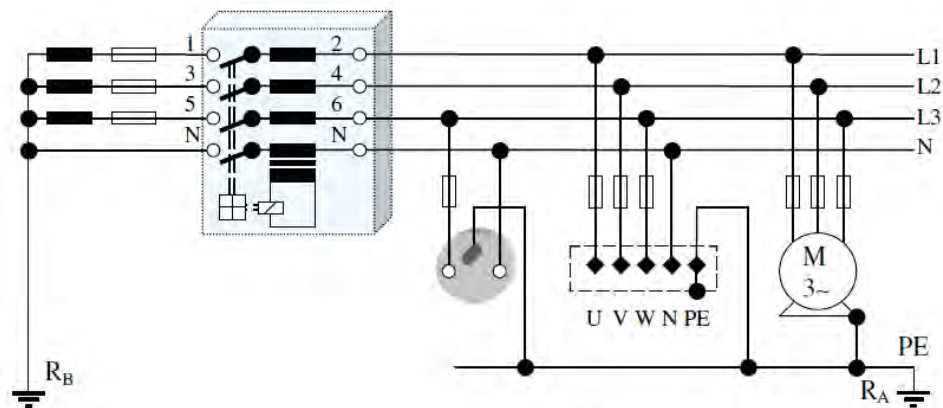 1 2 L1
3 4 L2
5 6 L3
N N N
M
3~
U V W N PE
PE
R_B R_A